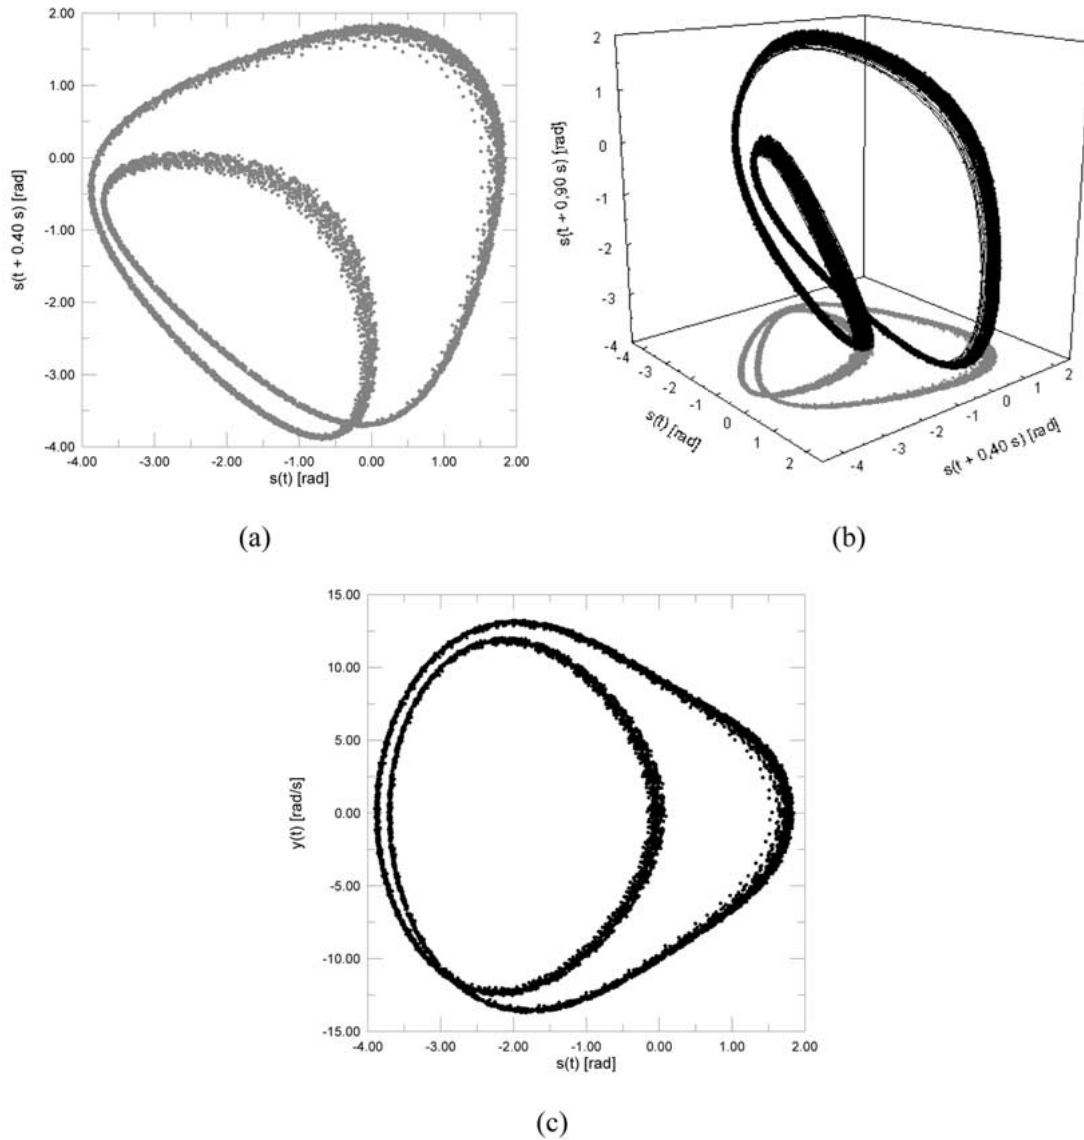 2.00
1.00
0.00
-1.00
-2.00
-3.00
-4.00
s(t + 0.40 s) [rad]
-4.00 -3.00 -2.00 -1.00 0.00 1.00 2.00
s(t) [rad]
(a)
2
1
0
-1
-2
-3
-4
s(t + 0,90 s) [rad]
-4 -3 -2 -1 0 1 2
s(t) [rad]
-4 -3 -2 -1 0 1 2
s(t + 0,40 s) [rad]
(b)
15.00
10.00
5.00
0.00
-5.00
-10.00
-15.00
y(t) [rad/s]
-4.00 -3.00 -2.00 -1.00 0.00 1.00 2.00
s(t) [rad]
(c)